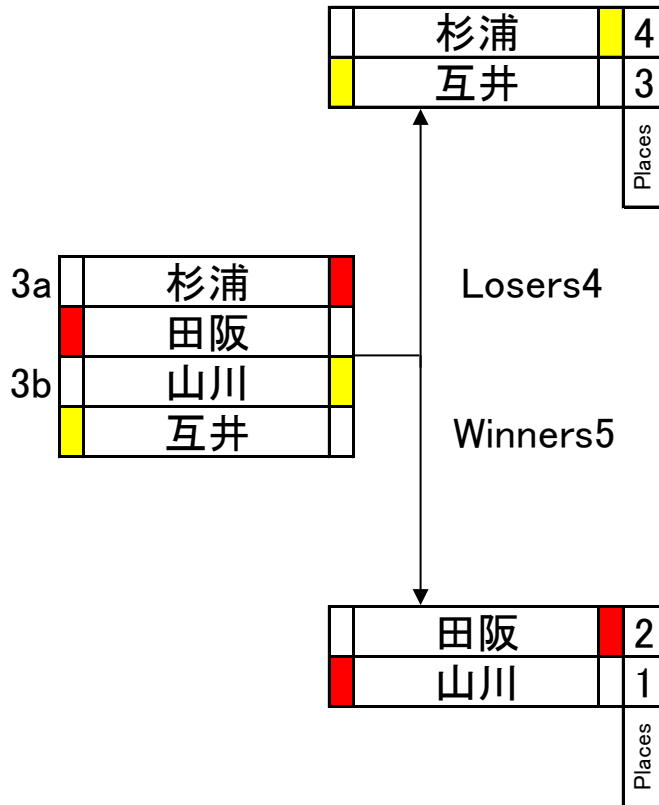 杉浦 4
互井 3
Places
3a 杉浦
田阪
3b 山川
互井
Losers4
Winners5
田阪 2
山川 1
Places